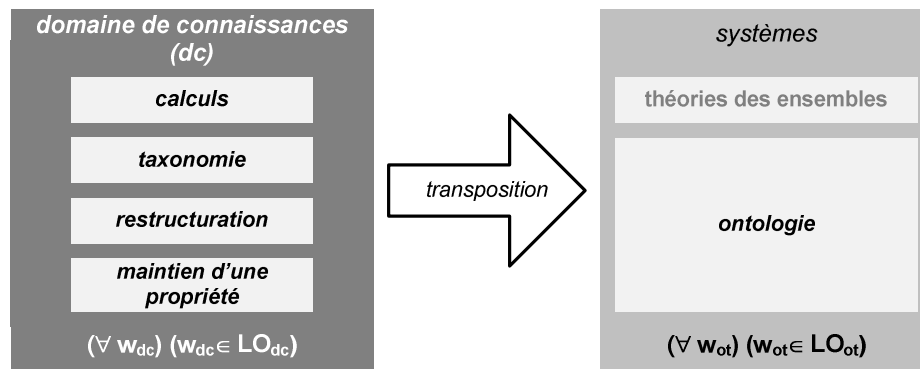 domaine de connaissances
(dc)
calculs
taxonomie
restructuration
maintien d'une
propriété
(∀ w_dc) (w_dc ∈ LO_dc)
transposition
systèmes
théories des ensembles
ontologie
(∀ w_ot) (w_ot ∈ LO_ot)